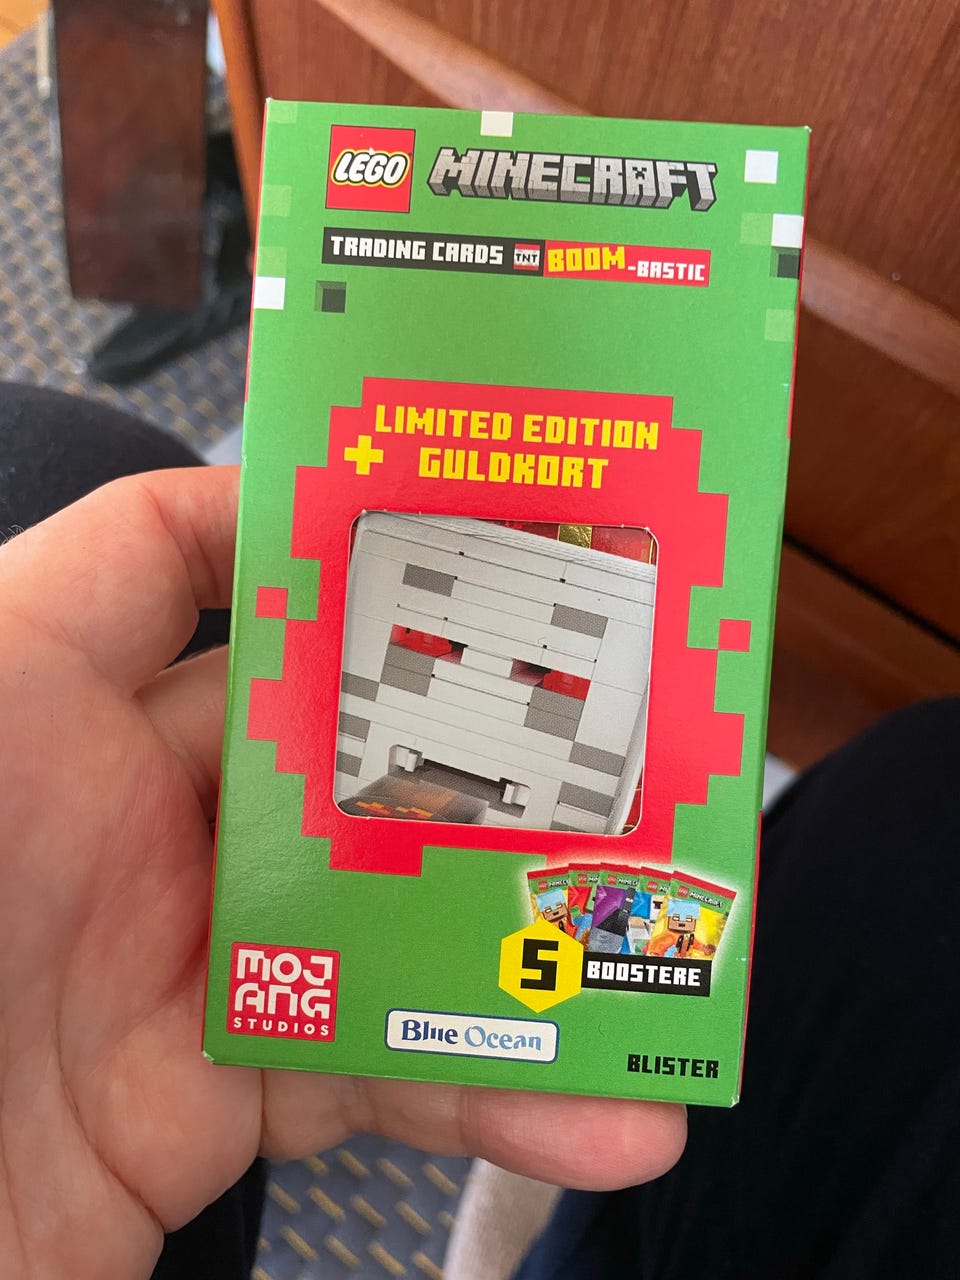 LEGO MINECRAFT
TRADING CARDS TNT BOOM-BASTIC
LIMITED EDITION
+ GULDKORT
5 BOOSTERE
MOJ
ANG
STUDIOS
Blue Ocean
BLISTER